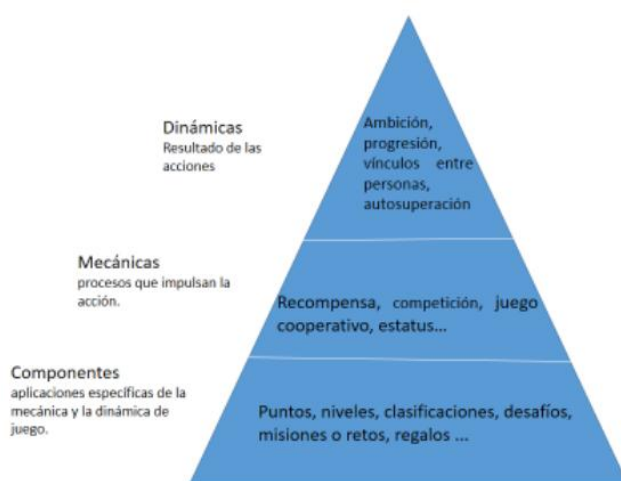 Dinámicas
Resultado de las
acciones
Ambición,
progresión,
vínculos entre
personas,
autosuperación
Mecánicas
procesos que impulsan la
acción.
Recompensa, competición, juego
cooperativo, estatus...
Componentes
aplicaciones específicas de la
mecánica y la dinámica de
juego.
Puntos, niveles, clasificaciones, desafíos,
misiones o retos, regalos ...